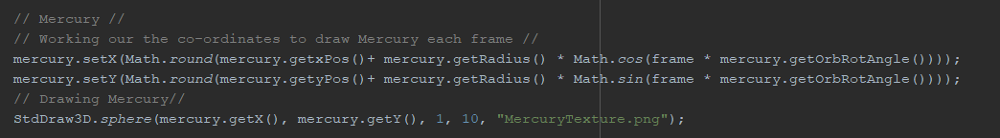 // Mercury //
// Working our the co-ordinates to draw Mercury each frame //
mercury.setX(Math.round(mercury.getxPos()+ mercury.getRadius() * Math.cos(frame * mercury.getOrbRotAngle())));
mercury.setY(Math.round(mercury.getyPos()+ mercury.getRadius() * Math.sin(frame * mercury.getOrbRotAngle())));
// Drawing Mercury//
StdDraw3D.sphere(mercury.getX(), mercury.getY(), 1, 10, "MercuryTexture.png");